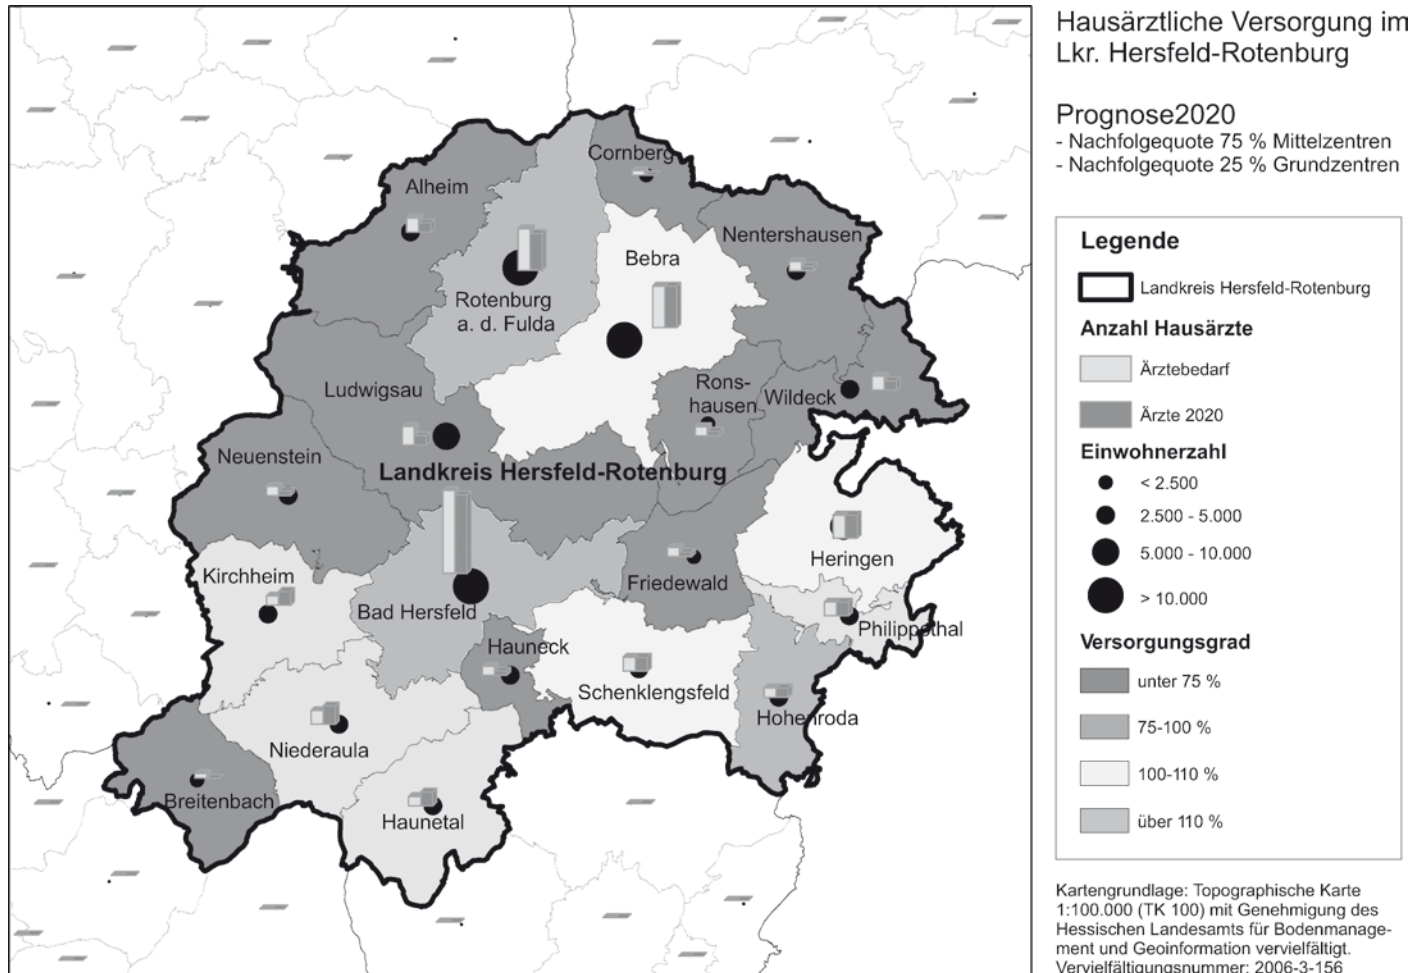 Hausärztliche Versorgung im
Lkr. Hersfeld-Rotenburg
Prognose2020
- Nachfolgequote 75 % Mittelzentren
- Nachfolgequote 25 % Grundzentren
Legende
Landkreis Hersfeld-Rotenburg
Anzahl Hausärzte
Ärztebedarf
Ärzte 2020
Einwohnerzahl
< 2.500
2.500 - 5.000
5.000 - 10.000
> 10.000
Versorgungsgrad
unter 75 %
75-100 %
100-110 %
über 110 %
Kartengrundlage: Topographische Karte
1:100.000 (TK 100) mit Genehmigung des
Hessischen Landesamts für Bodenmanage-
ment und Geoinformation vervielfältigt.
Vervielfältigungsnummer: 2006-3-156
Cornberg
Alheim
Nentershausen
Bebra
Rotenburg
a. d. Fulda
Ludwigsau
Rons-
hausen
Wildeck
Neuenstein
Landkreis Hersfeld-Rotenburg
Heringen
Kirchheim
Friedewald
Bad Hersfeld
Philippsthal
Hauneck
Schenklengsfeld
Hohenroda
Niederaula
Breitenbach
Haunetal